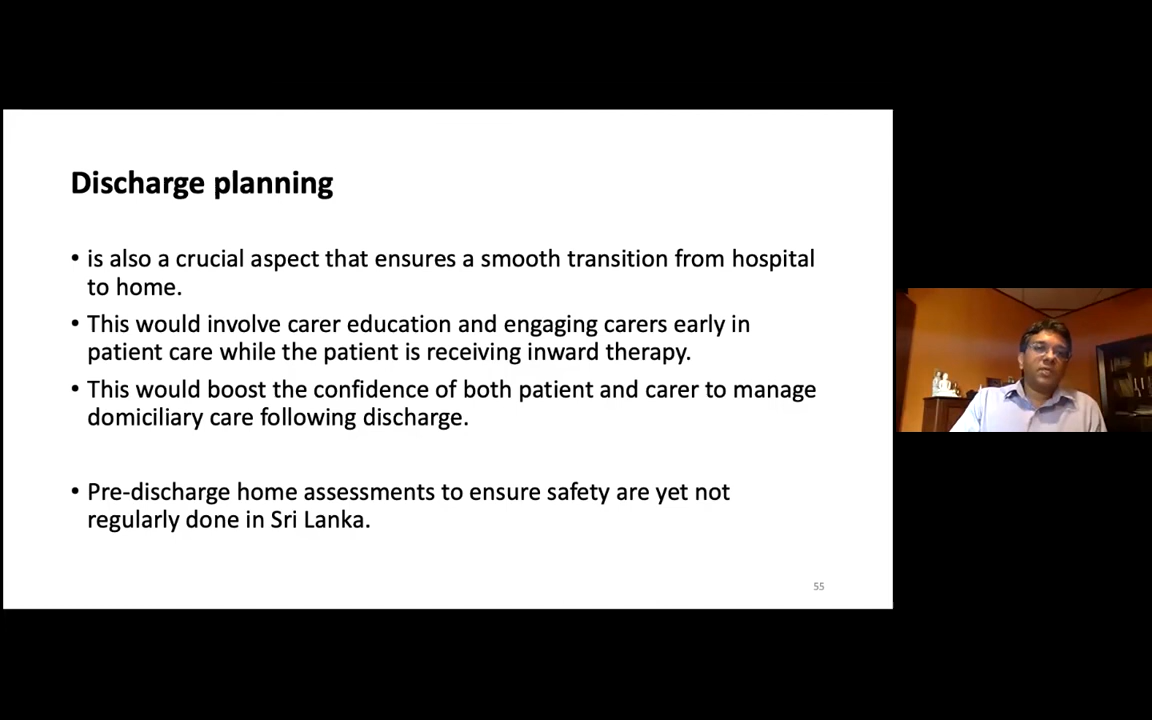 Discharge planning
• is also a crucial aspect that ensures a smooth transition from hospital
to home.
• This would involve carer education and engaging carers early in
patient care while the patient is receiving inward therapy.
• This would boost the confidence of both patient and carer to manage
domiciliary care following discharge.
• Pre-discharge home assessments to ensure safety are yet not
regularly done in Sri Lanka.
55